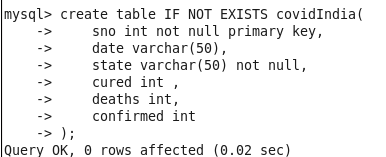 mysql> create table IF NOT EXISTS covidIndia(
    ->     sno int not null primary key,
    ->     date varchar(50),
    ->     state varchar(50) not null,
    ->     cured int ,
    ->     deaths int,
    ->     confirmed int
    -> );
Query OK, 0 rows affected (0.02 sec)